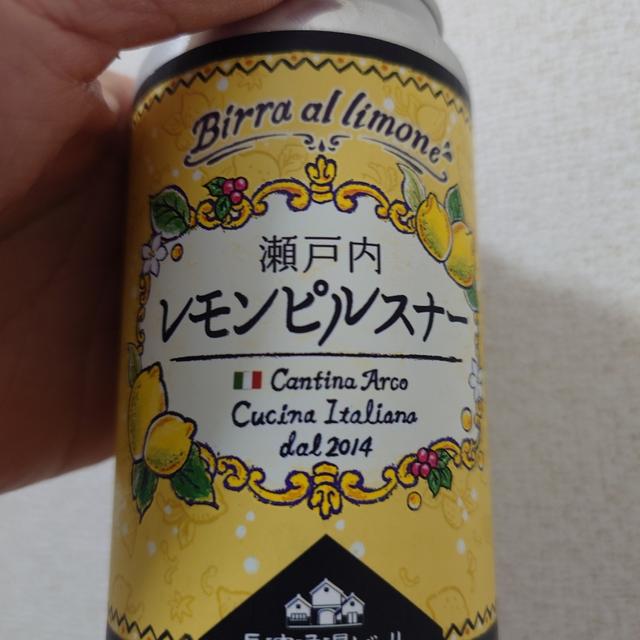 Birra al limone
瀬戸内
レモンピルスナー
Cantina Arco
Cucina Italiana
dal 2014